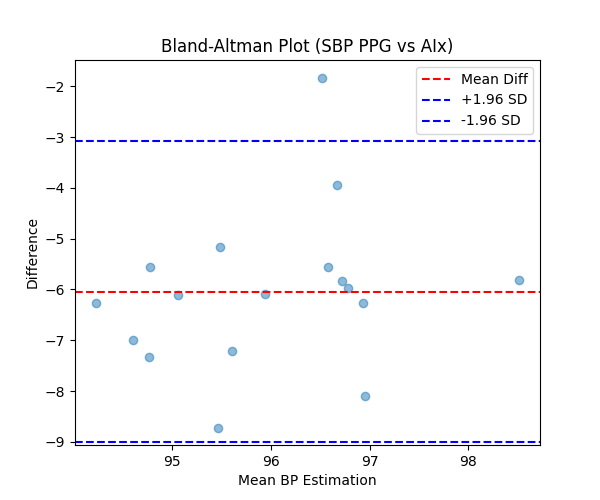 Bland-Altman Plot (SBP PPG vs AIx)
Mean Diff
+1.96 SD
-1.96 SD
Difference
−2
−3
−4
−5
−6
−7
−8
−9
95 96 97 98
Mean BP Estimation